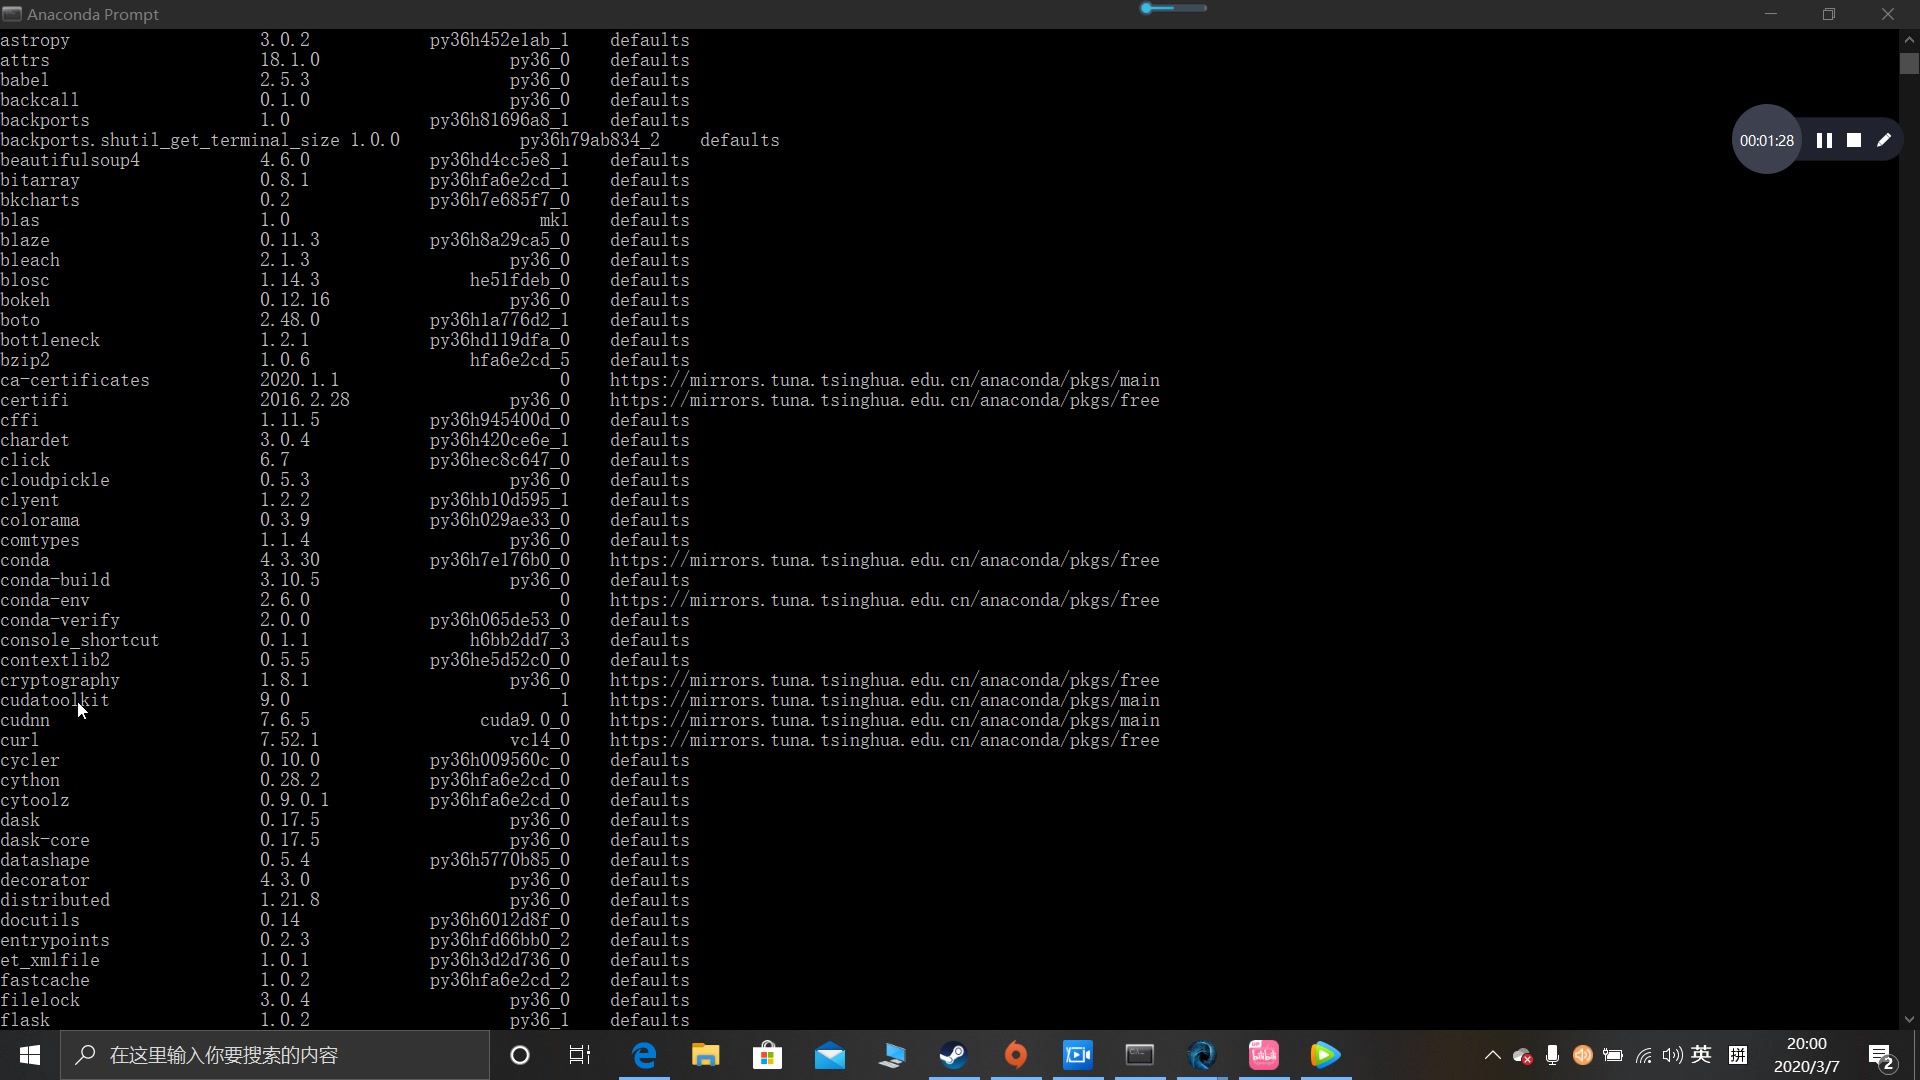 Anaconda Prompt
astropy 3.0.2 py36h452e1ab_1 defaults
attrs 18.1.0 py36_0 defaults
babel 2.5.3 py36_0 defaults
backcall 0.1.0 py36_0 defaults
backports 1.0 py36h81696a8_1 defaults
backports.shutil_get_terminal_size 1.0.0 py36h79ab834_2 defaults
beautifulsoup4 4.6.0 py36hd4cc5e8_1 defaults
bitarray 0.8.1 py36hfa6e2cd_1 defaults
bkcharts 0.2 py36h7e685f7_0 defaults
blas 1.0 mkl defaults
blaze 0.11.3 py36h8a29ca5_0 defaults
bleach 2.1.3 py36_0 defaults
blosc 1.14.3 he51fdeb_0 defaults
bokeh 0.12.16 py36_0 defaults
boto 2.48.0 py36h1a776d2_1 defaults
bottleneck 1.2.1 py36hd119dfa_0 defaults
bzip2 1.0.6 hfa6e2cd_5 defaults
ca-certificates 2020.1.1 0 https://mirrors.tuna.tsinghua.edu.cn/anaconda/pkgs/main
certifi 2016.2.28 py36_0 https://mirrors.tuna.tsinghua.edu.cn/anaconda/pkgs/free
cffi 1.11.5 py36h945400d_0 defaults
chardet 3.0.4 py36h420ce6e_1 defaults
click 6.7 py36hec8c647_0 defaults
cloudpickle 0.5.3 py36_0 defaults
clyent 1.2.2 py36hb10d595_1 defaults
colorama 0.3.9 py36h029ae33_0 defaults
comtypes 1.1.4 py36_0 defaults
conda 4.3.30 py36h7e176b0_0 https://mirrors.tuna.tsinghua.edu.cn/anaconda/pkgs/free
conda-build 3.10.5 py36_0 defaults
conda-env 2.6.0 0 https://mirrors.tuna.tsinghua.edu.cn/anaconda/pkgs/free
conda-verify 2.0.0 py36h065de53_0 defaults
console_shortcut 0.1.1 h6bb2dd7_3 defaults
contextlib2 0.5.5 py36he5d52c0_0 defaults
cryptography 1.8.1 py36_0 https://mirrors.tuna.tsinghua.edu.cn/anaconda/pkgs/free
cudatoolkit 9.0 1 https://mirrors.tuna.tsinghua.edu.cn/anaconda/pkgs/main
cudnn 7.6.5 cuda9.0_0 https://mirrors.tuna.tsinghua.edu.cn/anaconda/pkgs/main
curl 7.52.1 vc14_0 https://mirrors.tuna.tsinghua.edu.cn/anaconda/pkgs/free
cycler 0.10.0 py36h009560c_0 defaults
cython 0.28.2 py36hfa6e2cd_0 defaults
cytoolz 0.9.0.1 py36hfa6e2cd_0 defaults
dask 0.17.5 py36_0 defaults
dask-core 0.17.5 py36_0 defaults
datashape 0.5.4 py36h5770b85_0 defaults
decorator 4.3.0 py36_0 defaults
distributed 1.21.8 py36_0 defaults
docutils 0.14 py36h6012d8f_0 defaults
entrypoints 0.2.3 py36hfd66bb0_2 defaults
et_xmlfile 1.0.1 py36h3d2d736_0 defaults
fastcache 1.0.2 py36hfa6e2cd_2 defaults
filelock 3.0.4 py36_0 defaults
flask 1.0.2 py36_1 defaults
00:01:28
在这里输入你要搜索的内容
英
拼
20:00
2020/3/7
2